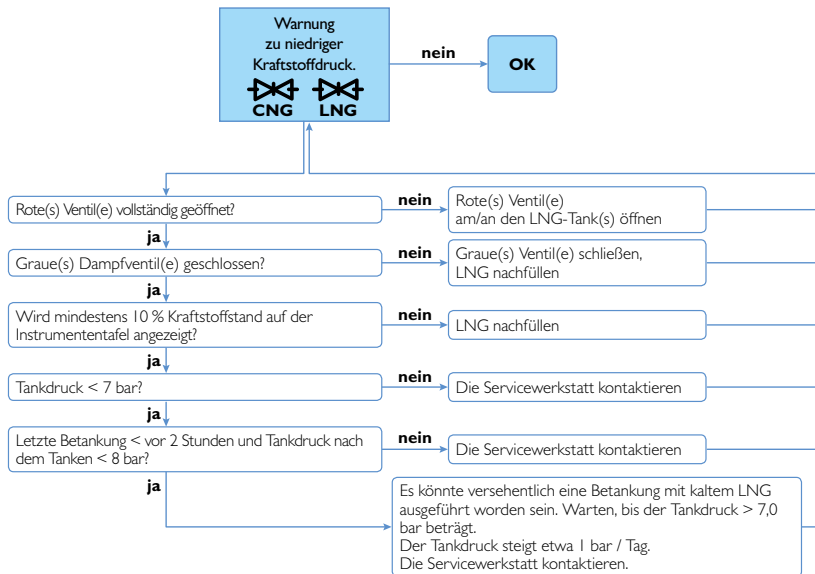 Warnung
zu niedriger
Kraftstoffdruck.
CNG LNG
nein
OK
Rote(s) Ventil(e) vollständig geöffnet?
nein
Rote(s) Ventil(e)
am/an den LNG-Tank(s) öffnen
ja
Graue(s) Dampfventil(e) geschlossen?
nein
Graue(s) Ventil(e) schließen,
LNG nachfüllen
ja
Wird mindestens 10 % Kraftstoffstand auf der
Instrumententafel angezeigt?
nein
LNG nachfüllen
ja
Tankdruck < 7 bar?
nein
Die Servicewerkstatt kontaktieren
ja
Letzte Betankung < vor 2 Stunden und Tankdruck nach
dem Tanken < 8 bar?
nein
Die Servicewerkstatt kontaktieren
ja
Es könnte versehentlich eine Betankung mit kaltem LNG
ausgeführt worden sein. Warten, bis der Tankdruck > 7,0
bar beträgt.
Der Tankdruck steigt etwa 1 bar / Tag.
Die Servicewerkstatt kontaktieren.